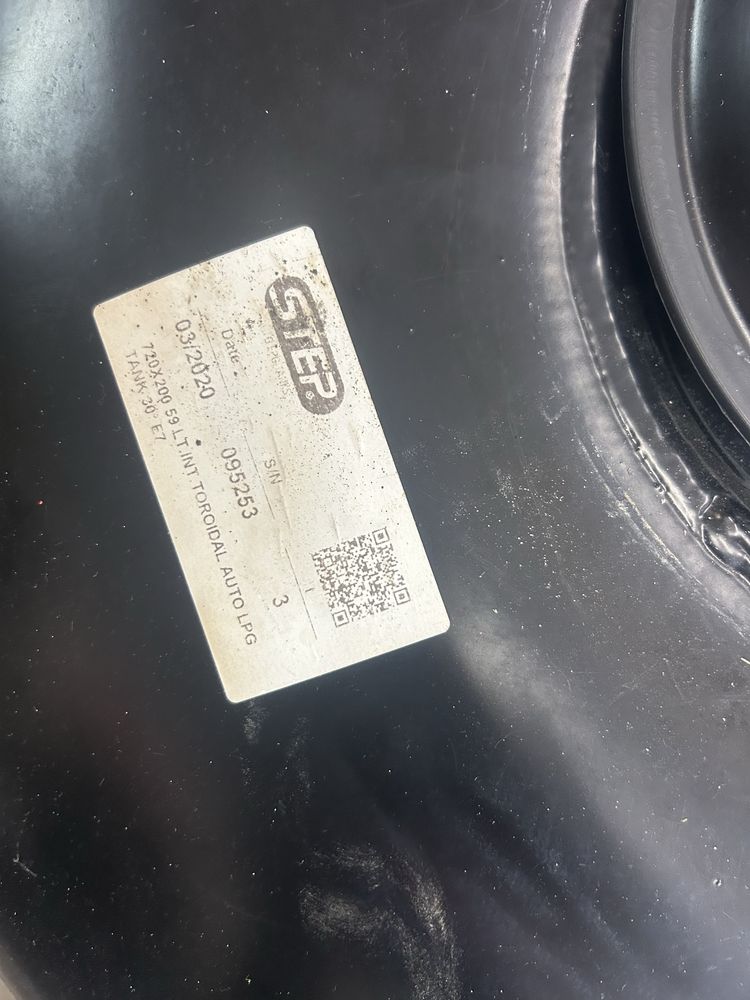 STEP
Date
S/N
03/2020
095253
3
720X200 59 LT.INT TOROIDAL AUTO LPG
TANK 30° E7